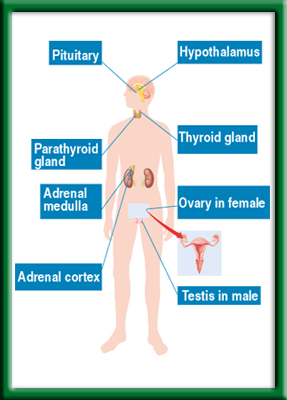 Pituitary
Hypothalamus
Parathyroid
gland
Thyroid gland
Adrenal
medulla
Ovary in female
Adrenal cortex
Testis in male